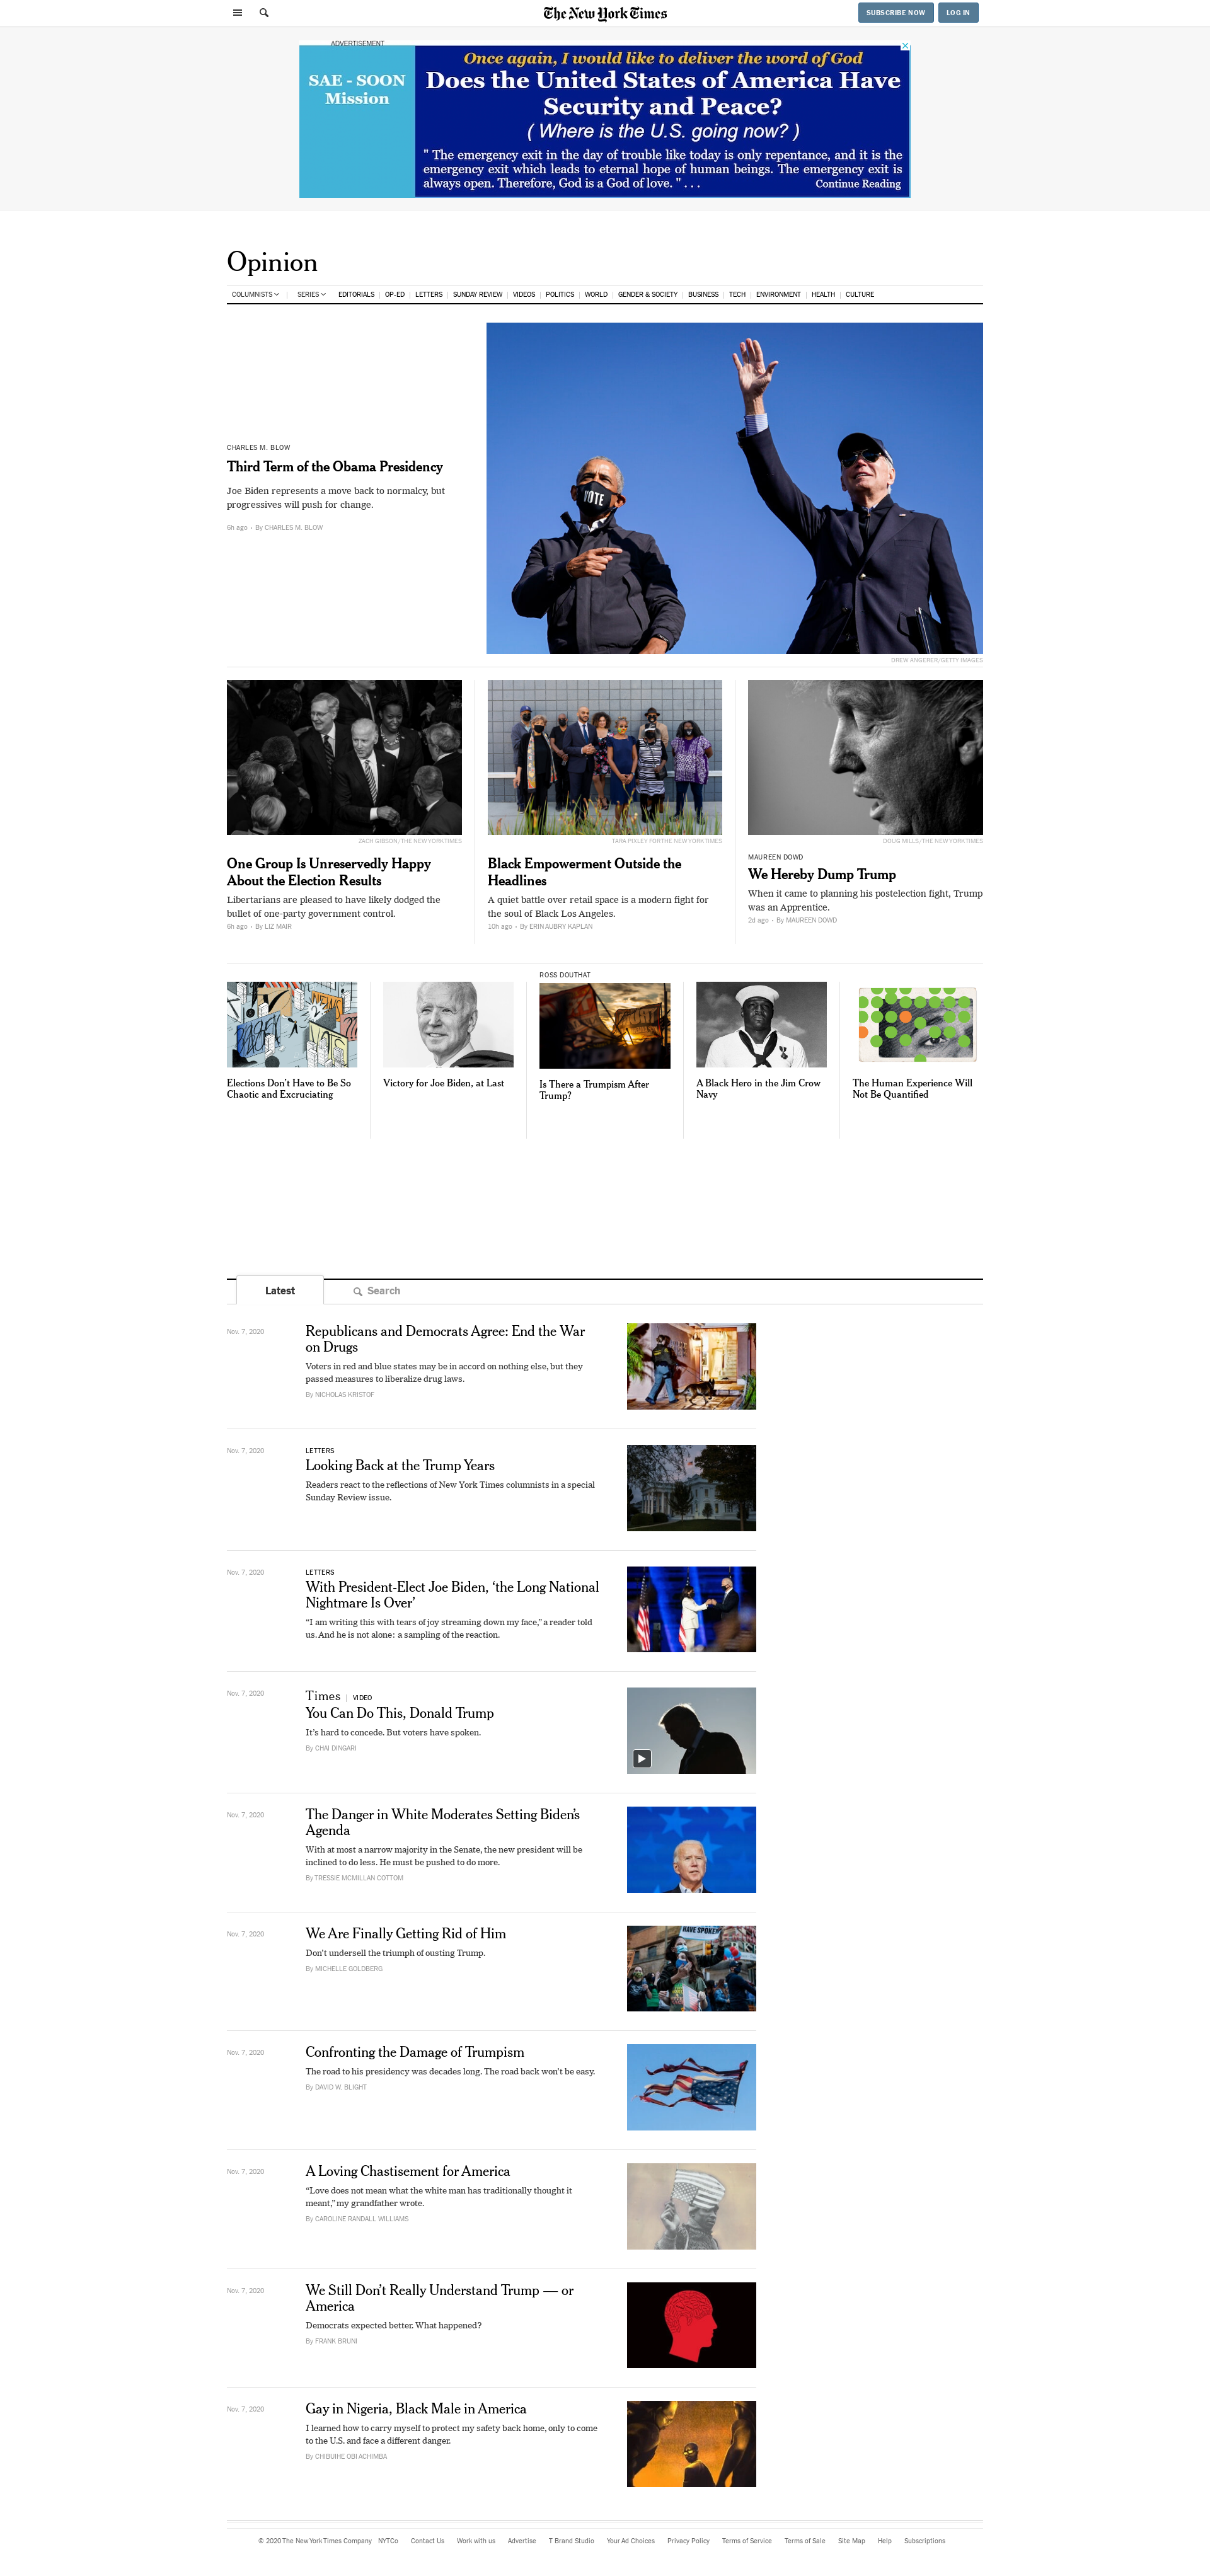 The New York Times
SUBSCRIBE NOW
LOG IN
ADVERTISEMENT
SAE - SOON
Mission
Once again, I would like to deliver the word of God
Does the United States of America Have
Security and Peace?
( Where is the U.S. going now? )
" The emergency exit in the day of trouble like today is only repentance, and it is the
emergency exit which leads to eternal hope of human beings. The emergency exit is
always open. Therefore, God is a God of love. " . . .
Continue Reading
Opinion
COLUMNISTS | SERIES EDITORIALS | OP-ED | LETTERS | SUNDAY REVIEW | VIDEOS | POLITICS | WORLD | GENDER & SOCIETY | BUSINESS | TECH | ENVIRONMENT | HEALTH | CULTURE
CHARLES M. BLOW
Third Term of the Obama Presidency
Joe Biden represents a move back to normalcy, but
progressives will push for change.
6h ago · By CHARLES M. BLOW
VOTE
DREW ANGERER/GETTY IMAGES
ZACH GIBSON/THE NEW YORK TIMES
One Group Is Unreservedly Happy
About the Election Results
Libertarians are pleased to have likely dodged the
bullet of one-party government control.
6h ago · By LIZ MAIR
TARA PIXLEY FOR THE NEW YORK TIMES
Black Empowerment Outside the
Headlines
A quiet battle over retail space is a modern fight for
the soul of Black Los Angeles.
10h ago · By ERIN AUBRY KAPLAN
DOUG MILLS/THE NEW YORK TIMES
MAUREEN DOWD
We Hereby Dump Trump
When it came to planning his postelection fight, Trump
was an Apprentice.
2d ago · By MAUREEN DOWD
Elections Don't Have to Be So
Chaotic and Excruciating
Victory for Joe Biden, at Last
ROSS DOUTHAT
Is There a Trumpism After
Trump?
A Black Hero in the Jim Crow
Navy
The Human Experience Will
Not Be Quantified
Latest
Search
Nov. 7, 2020
Republicans and Democrats Agree: End the War
on Drugs
Voters in red and blue states may be in accord on nothing else, but they
passed measures to liberalize drug laws.
By NICHOLAS KRISTOF
Nov. 7, 2020
LETTERS
Looking Back at the Trump Years
Readers react to the reflections of New York Times columnists in a special
Sunday Review issue.
Nov. 7, 2020
LETTERS
With President-Elect Joe Biden, ‘the Long National
Nightmare Is Over’
“I am writing this with tears of joy streaming down my face,” a reader told
us. And he is not alone: a sampling of the reaction.
Nov. 7, 2020
Times | VIDEO
You Can Do This, Donald Trump
It’s hard to concede. But voters have spoken.
By CHAI DINGARI
Nov. 7, 2020
The Danger in White Moderates Setting Biden’s
Agenda
With at most a narrow majority in the Senate, the new president will be
inclined to do less. He must be pushed to do more.
By TRESSIE MCMILLAN COTTOM
Nov. 7, 2020
We Are Finally Getting Rid of Him
Don’t undersell the triumph of ousting Trump.
By MICHELLE GOLDBERG
HAVE SPOKEN
Nov. 7, 2020
Confronting the Damage of Trumpism
The road to his presidency was decades long. The road back won’t be easy.
By DAVID W. BLIGHT
Nov. 7, 2020
A Loving Chastisement for America
“Love does not mean what the white man has traditionally thought it
meant,” my grandfather wrote.
By CAROLINE RANDALL WILLIAMS
Nov. 7, 2020
We Still Don’t Really Understand Trump — or
America
Democrats expected better. What happened?
By FRANK BRUNI
Nov. 7, 2020
Gay in Nigeria, Black Male in America
I learned how to carry myself to protect my safety back home, only to come
to the U.S. and face a different danger.
By CHIBUIHE OBI ACHIMBA
© 2020 The New York Times Company NYTCo Contact Us Work with us Advertise T Brand Studio Your Ad Choices Privacy Policy Terms of Service Terms of Sale Site Map Help Subscriptions